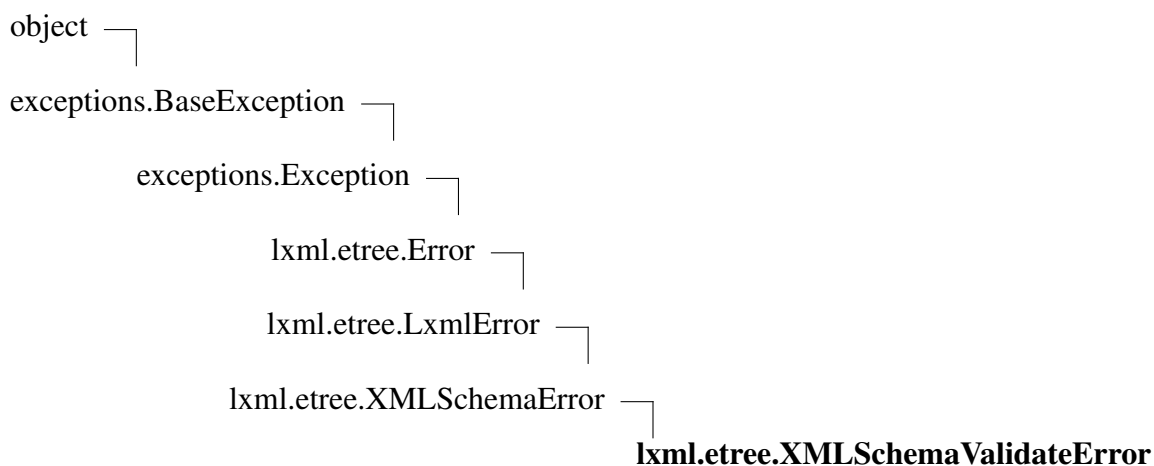 object
exceptions.BaseException
exceptions.Exception
lxml.etree.Error
lxml.etree.LxmlError
lxml.etree.XMLSchemaError
lxml.etree.XMLSchemaValidateError